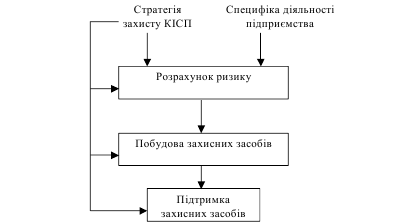 Стратегія
захисту КІСП
Специфіка діяльності
підприємства
Розрахунок ризику
Побудова захисних засобів
Підтримка
захисних засобів